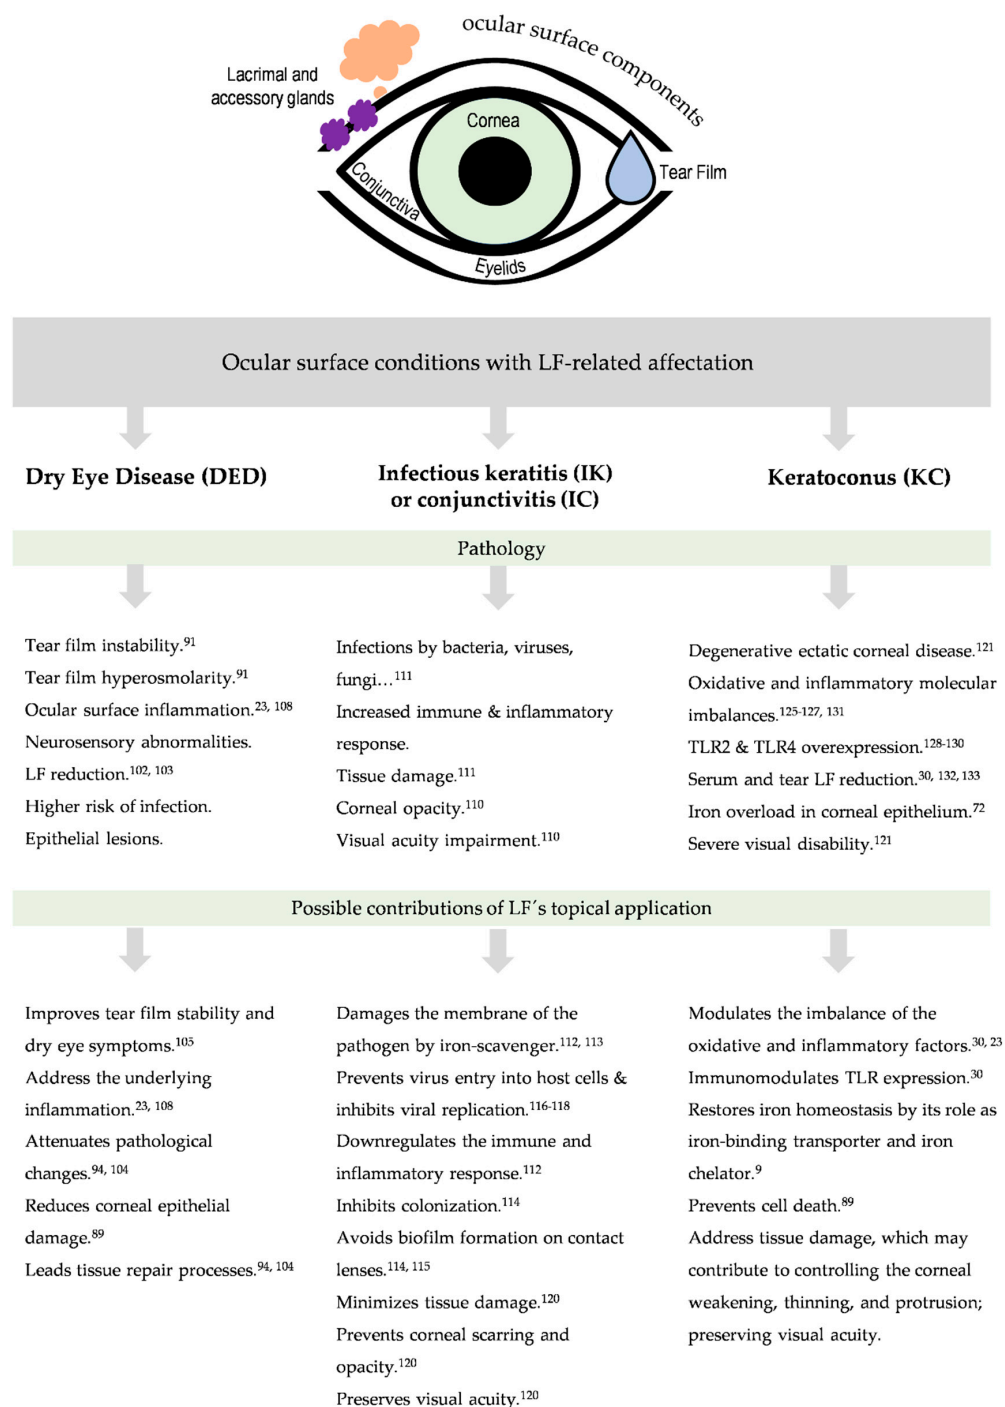 ocular surface components
Lacrimal and
accessory glands
Cornea
Conjunctiva
Tear Film
Eyelids
Ocular surface conditions with LF-related affectation
Dry Eye Disease (DED)
Infectious keratitis (IK)
or conjunctivitis (IC)
Keratoconus (KC)
Pathology
Tear film instability.91
Tear film hyperosmolarity.91
Ocular surface inflammation.23, 108
Neurosensory abnormalities.
LF reduction.102, 103
Higher risk of infection.
Epithelial lesions.
Infections by bacteria, viruses,
fungi…111
Increased immune & inflammatory
response.
Tissue damage.111
Corneal opacity.110
Visual acuity impairment.110
Degenerative ectatic corneal disease.121
Oxidative and inflammatory molecular
imbalances.125-127, 131
TLR2 & TLR4 overexpression.128-130
Serum and tear LF reduction.30, 132, 133
Iron overload in corneal epithelium.72
Severe visual disability.121
Possible contributions of LF´s topical application
Improves tear film stability and
dry eye symptoms.105
Address the underlying
inflammation.23, 108
Attenuates pathological
changes.94, 104
Reduces corneal epithelial
damage.89
Leads tissue repair processes.94, 104
Damages the membrane of the
pathogen by iron-scavenger.112, 113
Prevents virus entry into host cells &
inhibits viral replication.116-118
Downregulates the immune and
inflammatory response.112
Inhibits colonization.114
Avoids biofilm formation on contact
lenses.114, 115
Minimizes tissue damage.120
Prevents corneal scarring and
opacity.120
Preserves visual acuity.120
Modulates the imbalance of the
oxidative and inflammatory factors.30, 23
Immunomodulates TLR expression.30
Restores iron homeostasis by its role as
iron-binding transporter and iron
chelator.9
Prevents cell death.89
Address tissue damage, which may
contribute to controlling the corneal
weakening, thinning, and protrusion;
preserving visual acuity.